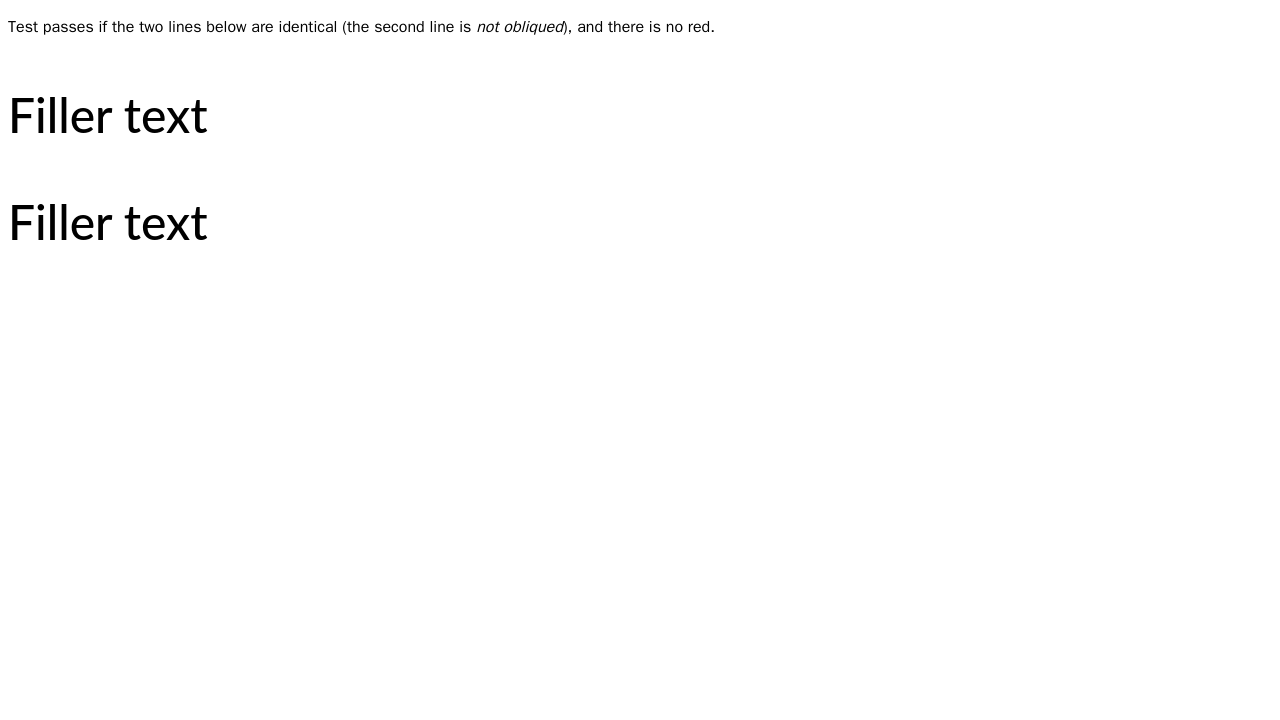 Test passes if the two lines below are identical (the second line is not obliqued), and there is no red.
Filler text
Filler text